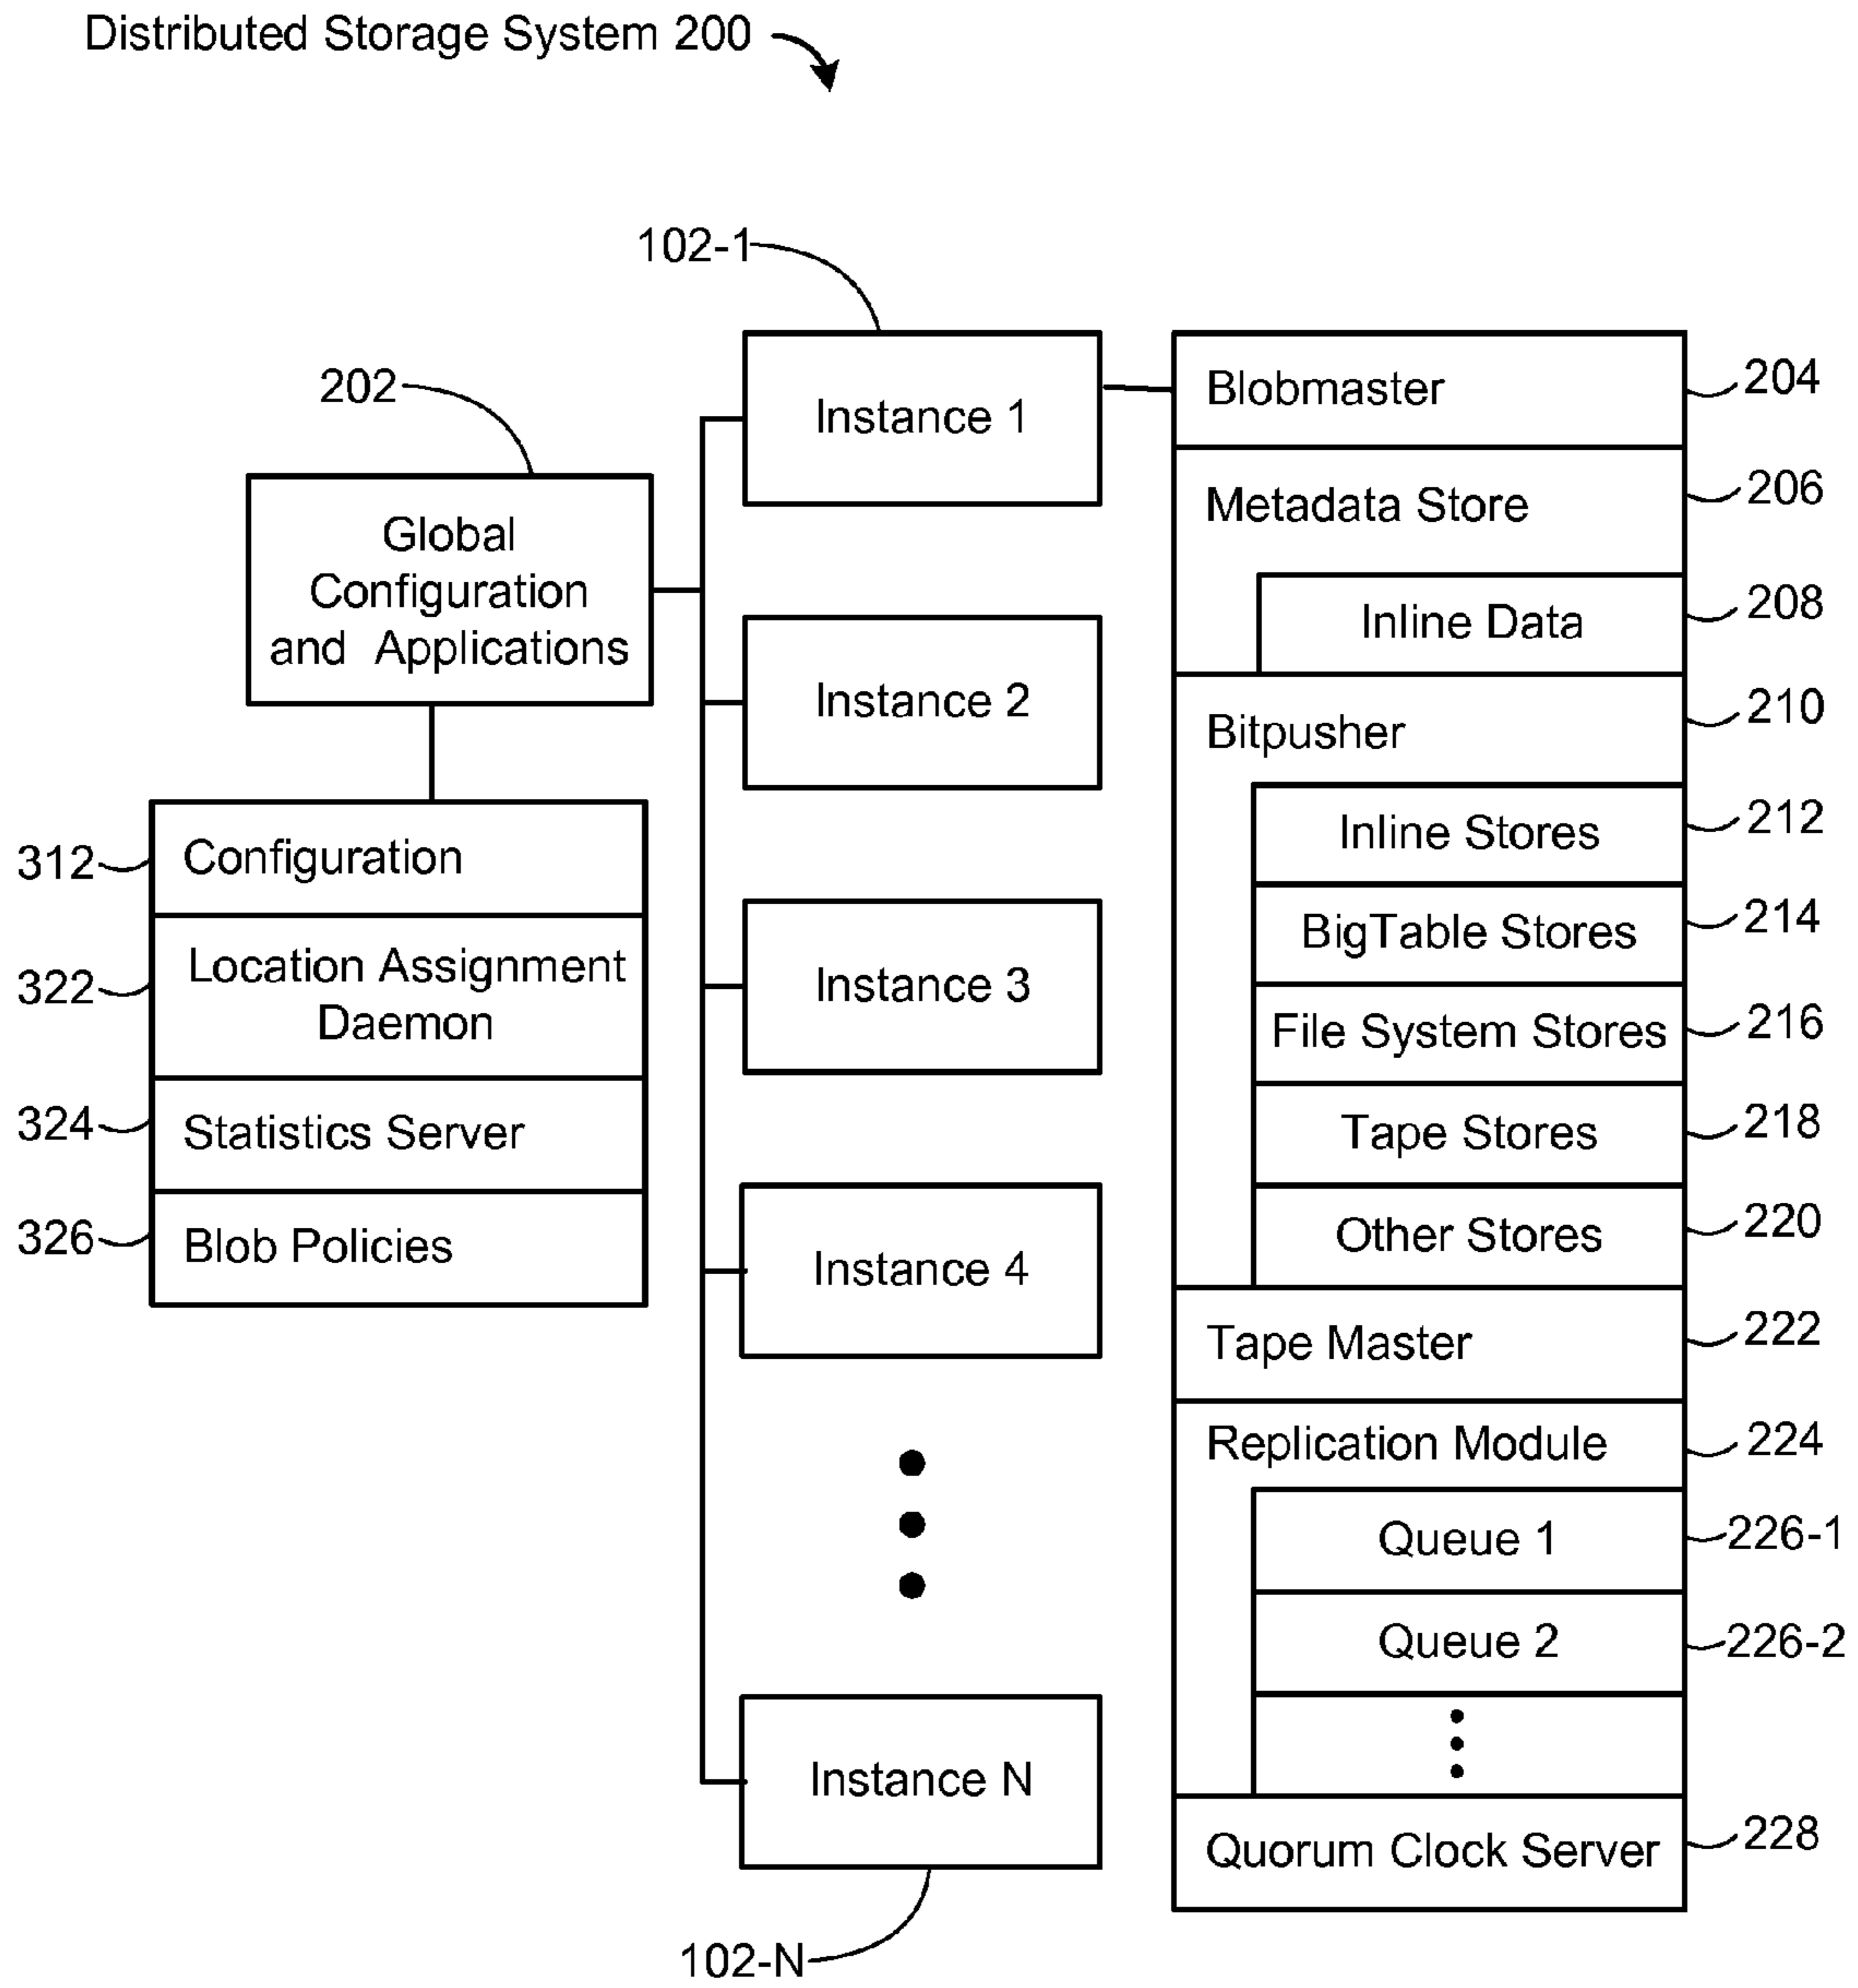 Distributed Storage System 200
102-1
202
Global
Configuration
and Applications
312
Configuration
322
Location Assignment
Daemon
324
Statistics Server
326
Blob Policies
Instance 1
Instance 2
Instance 3
Instance 4
Instance N
102-N
Blobmaster
204
Metadata Store
206
Inline Data
208
Bitpusher
210
Inline Stores
212
BigTable Stores
214
File System Stores
216
Tape Stores
218
Other Stores
220
Tape Master
222
Replication Module
224
Queue 1
226-1
Queue 2
226-2
Quorum Clock Server
228